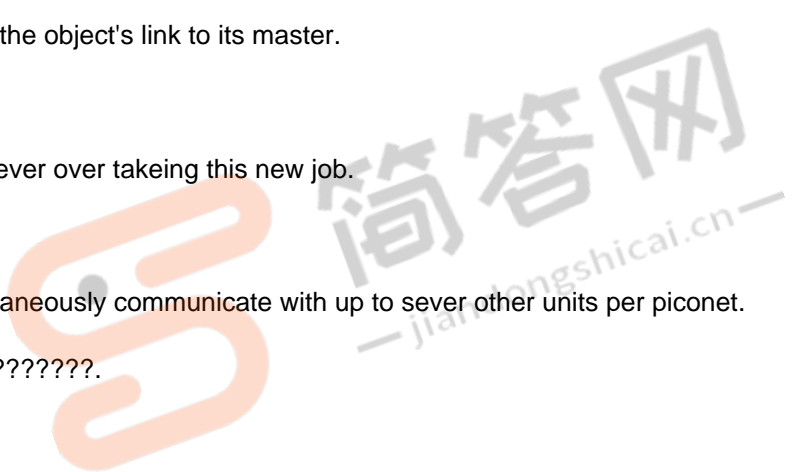 the object's link to its master.
ever over takeing this new job.
aneously communicate with up to sever other units per piconet.
???????.
简答网
jiandongshicai.cn